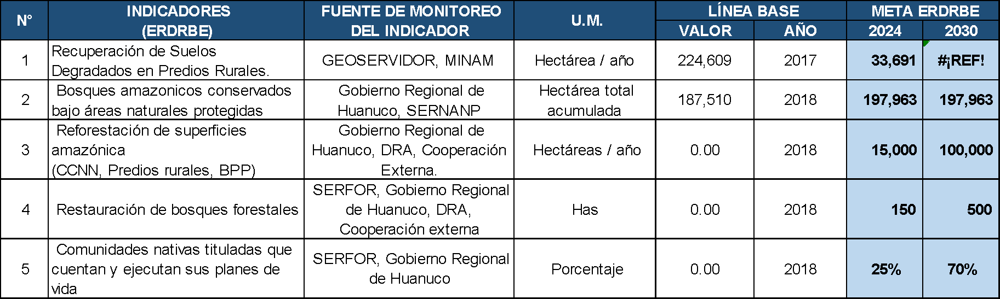 N°
INDICADORES
(ERDRBE)
FUENTE DE MONITOREO
DEL INDICADOR
U.M.
LÍNEA BASE
META ERDRBE
VALOR
AÑO
2024
2030
1
Recuperación de Suelos
Degradados en Predios Rurales.
GEOSERVIDOR, MINAM
Hectárea / año
224,609
2017
33,691
#¡REF!
2
Bosques amazonicos conservados
bajo áreas naturales protegidas
Gobierno Regional de
Huanuco, SERNANP
Hectárea total
acumulada
187,510
2018
197,963
197,963
3
Reforestación de superficies
amazónica
(CCNN, Predios rurales, BPP)
Gobierno Regional de
Huanuco, DRA, Cooperación
Externa.
Hectáreas / año
0.00
2018
15,000
100,000
4
Restauración de bosques forestales
SERFOR, Gobierno Regional
de Huanuco, DRA,
Cooperación externa
Has
0.00
2018
150
500
5
Comunidades nativas tituladas que
cuentan y ejecutan sus planes de
vida
SERFOR, Gobierno Regional
de Huanuco
Porcentaje
0.00
2018
25%
70%